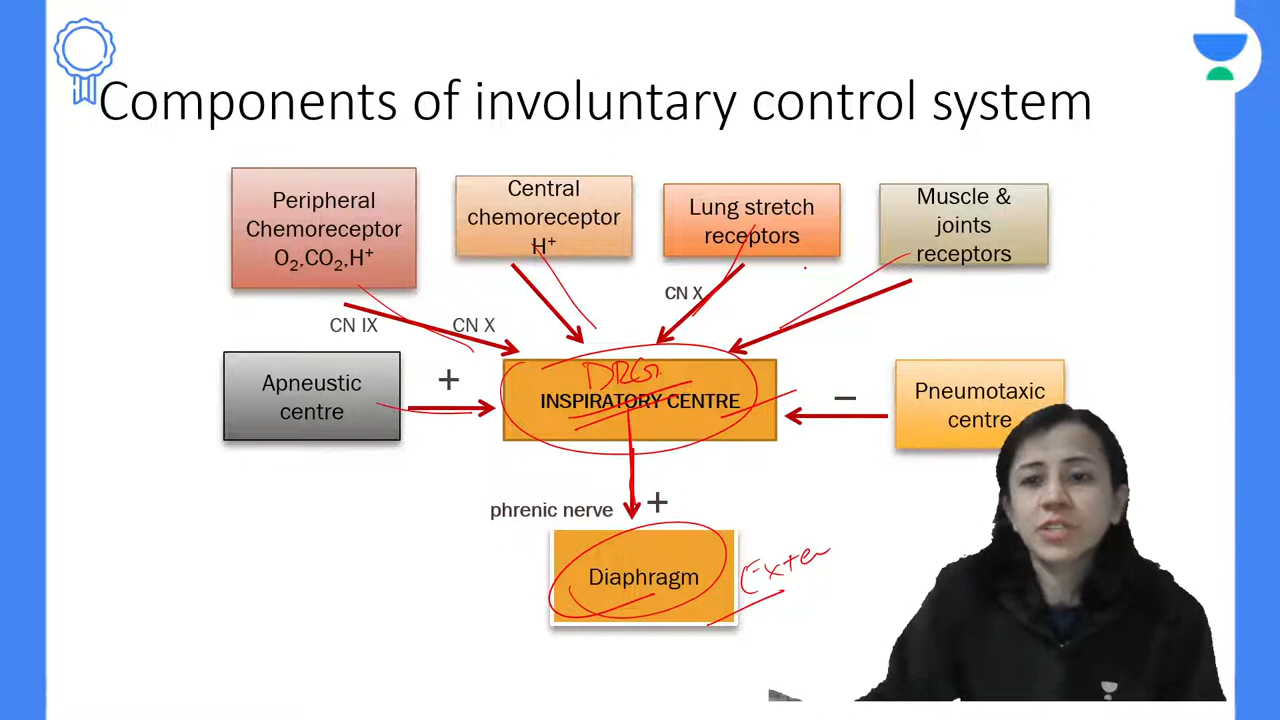 Components of involuntary control system
Peripheral
Chemoreceptor
O₂,CO₂,H⁺
Central
chemoreceptor
H⁺
Lung stretch
receptors
Muscle &
joints
receptors
CN IX
CN X
CN X
Apneustic
centre
+
DRG
INSPIRATORY CENTRE
−
Pneumotaxic
centre
phrenic nerve
+
Diaphragm
Exter